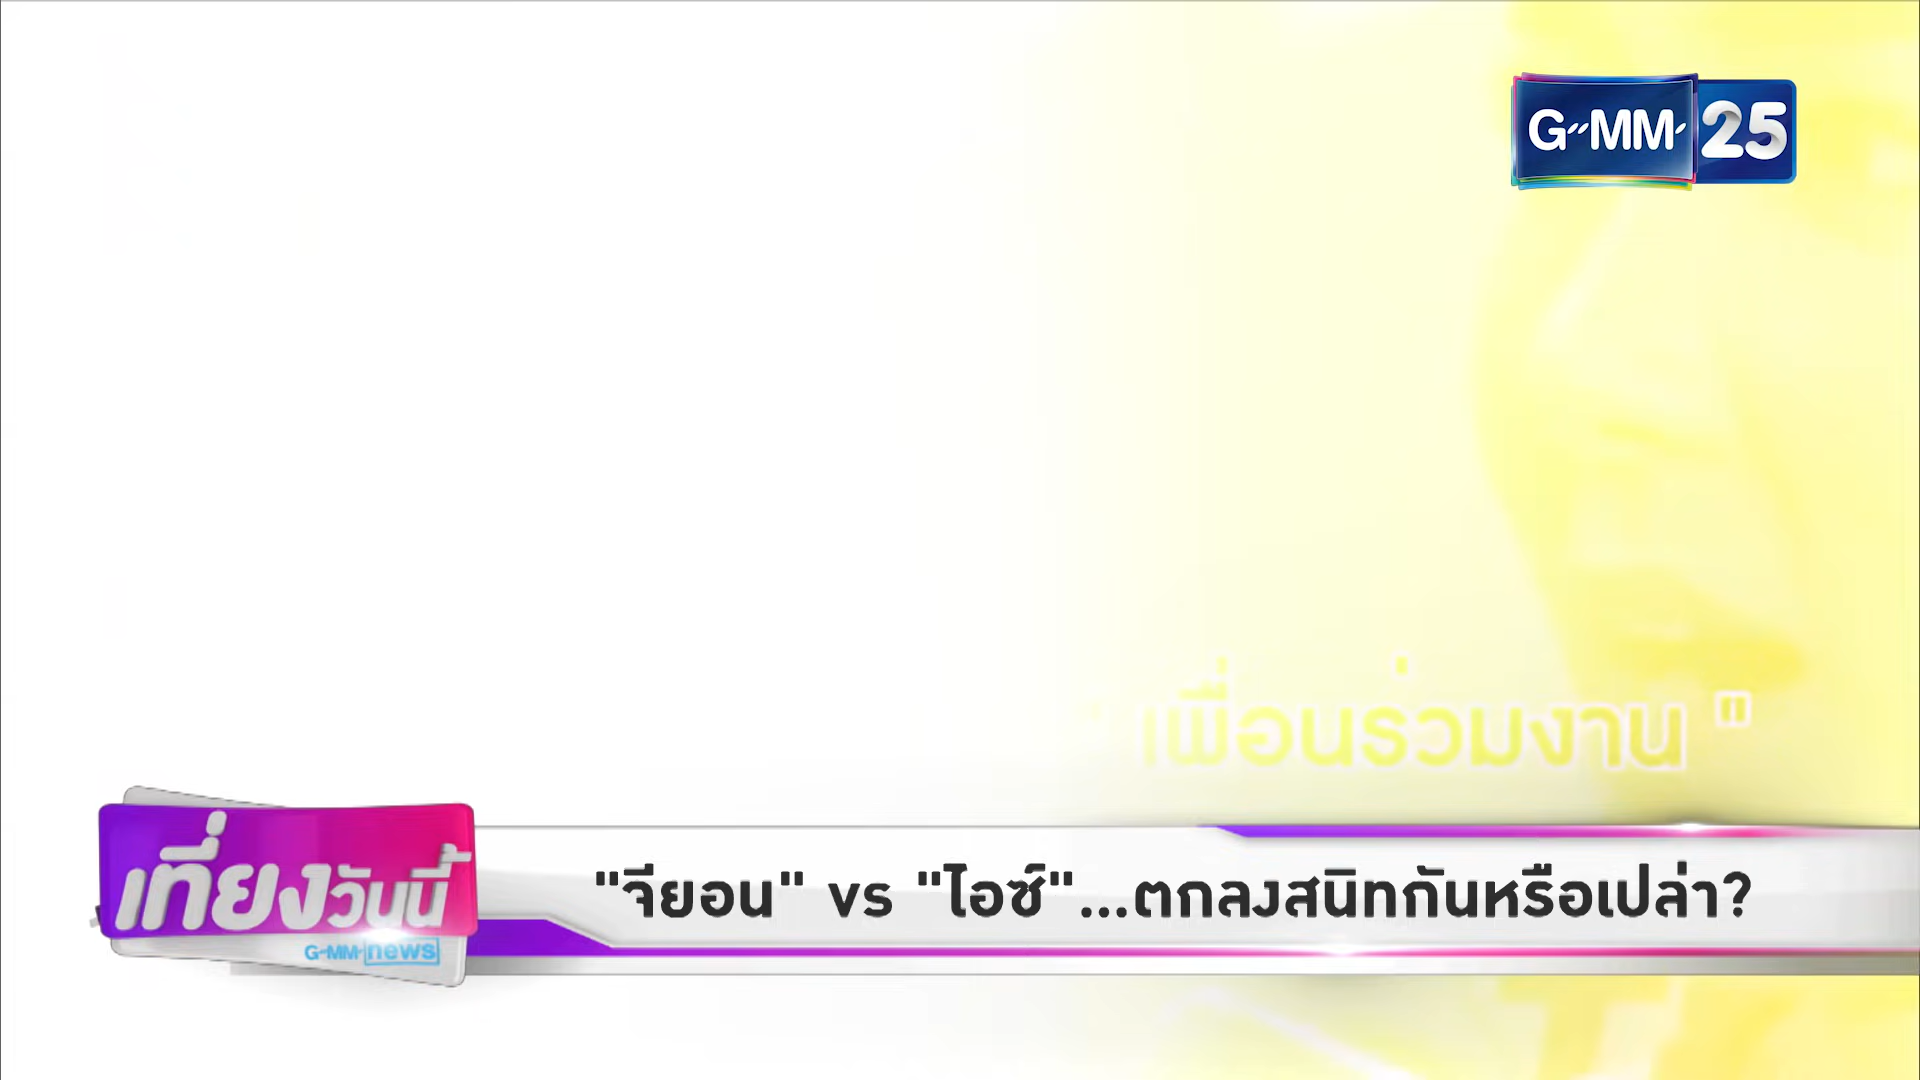 GMM 25
" เพื่อนร่วมงาน "
เที่ยงวันนี้
GMM news
"จียอน" vs "ไอซ์"...ตกลงสนิทกันหรือเปล่า?